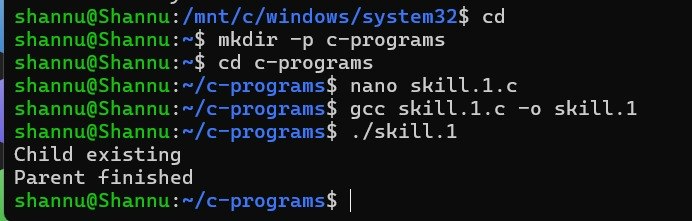 shannu@Shannu:/mnt/c/windows/system32$ cd
shannu@Shannu:~$ mkdir -p c-programs
shannu@Shannu:~$ cd c-programs
shannu@Shannu:~/c-programs$ nano skill.1.c
shannu@Shannu:~/c-programs$ gcc skill.1.c -o skill.1
shannu@Shannu:~/c-programs$ ./skill.1
Child existing
Parent finished
shannu@Shannu:~/c-programs$